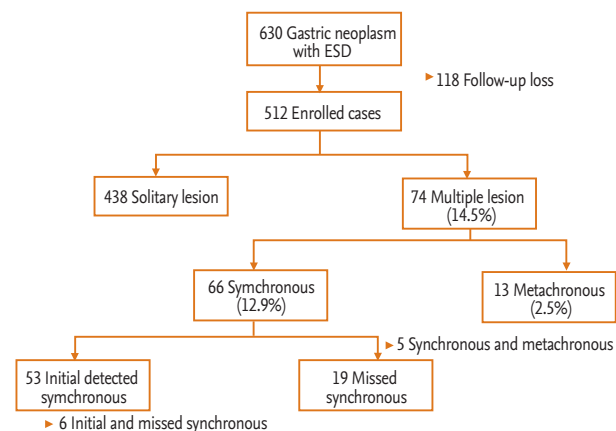 630 Gastric neoplasm
with ESD
118 Follow-up loss
512 Enrolled cases
438 Solitary lesion
74 Multiple lesion
(14.5%)
66 Symchronous
(12.9%)
13 Metachronous
(2.5%)
5 Synchronous and metachronous
53 Initial detected
symchronous
19 Missed
synchronous
6 Initial and missed synchronous